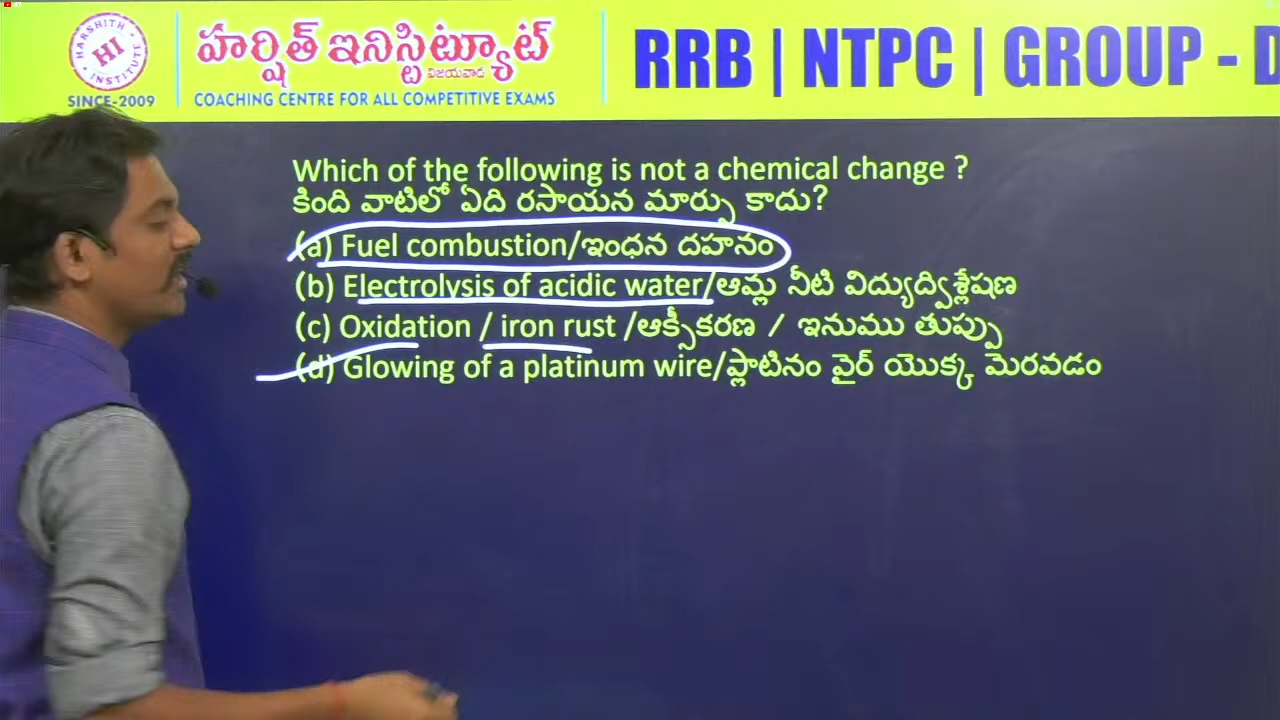 HARSHITH
HI
INSTITUTE
SINCE-2009
హర్షిత్ ఇనిస్టిట్యూట్
విజయవాడ
COACHING CENTRE FOR ALL COMPETITIVE EXAMS
RRB | NTPC | GROUP - D
Which of the following is not a chemical change ?
కింది వాటిలో ఏది రసాయన మార్పు కాదు?
(a) Fuel combustion/ఇంధన దహనం
(b) Electrolysis of acidic water/ఆమ్ల నీటి విద్యుద్విశ్లేషణ
(c) Oxidation / iron rust /ఆక్సీకరణ / ఇనుము తుప్పు
(d) Glowing of a platinum wire/ప్లాటినం వైర్ యొక్క మెరవడం